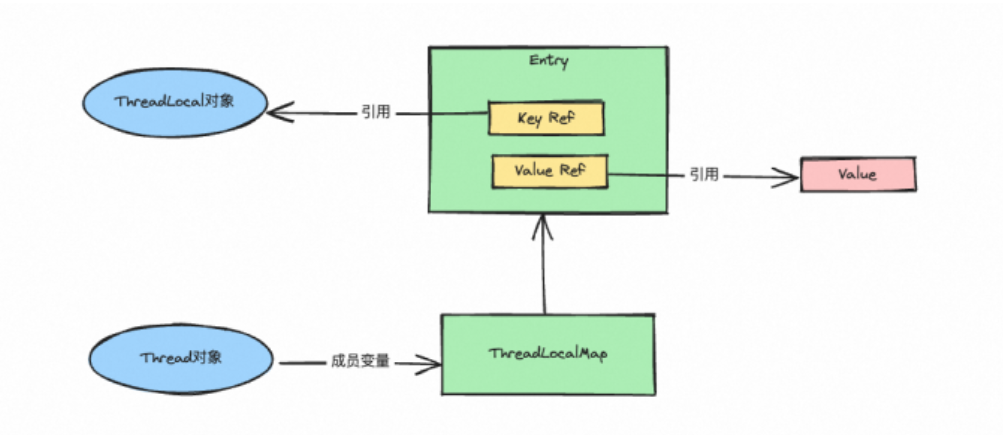 Entry
ThreadLocal对象
引用
Key Ref
Value Ref
引用
Value
Thread对象
成员变量
ThreadLocalMap